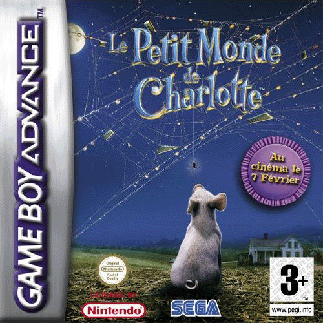 GAME BOY ADVANCE
Le Petit Monde
de
Charlotte
Au
cinéma le
7 Février
Nintendo
SEGA
3+
www.pegi.info